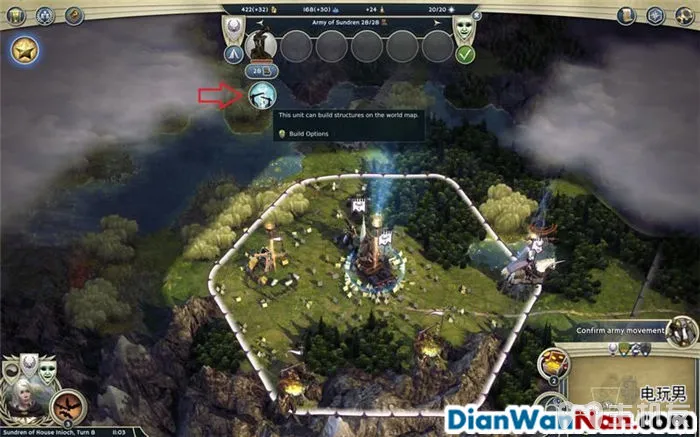 422(+32)
168(+30)
+24
20/20
Army of Sundren 28/28
28
This unit can build structures on the world map.
Build Options
Confirm army movement
2
电玩男
Sundren of House Inioch, Turn 8
11:03
DianWanNan.com